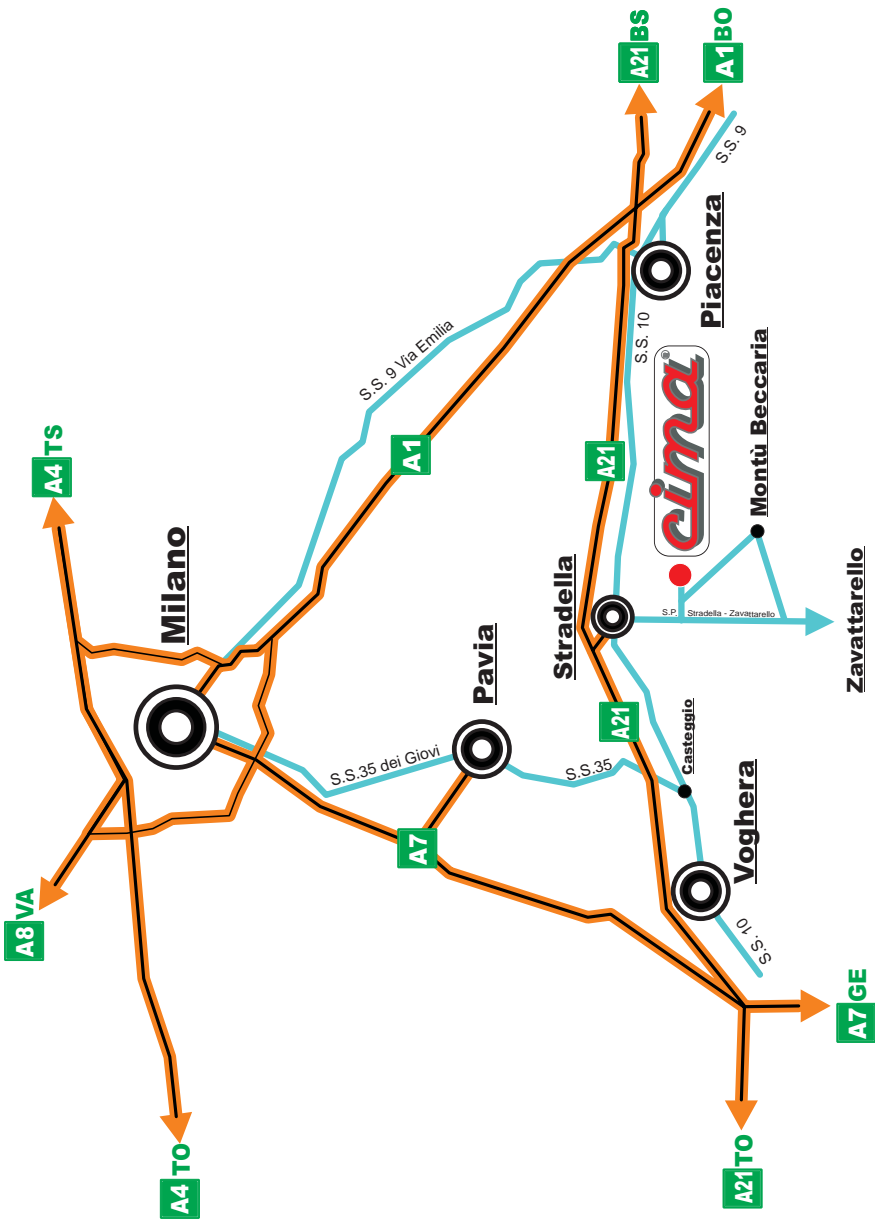 A4 TS
A8 VA
Milano
A4 TO
S.S. 9 Via Emilia
A1
S.S.35 dei Giovi
Pavia
A7
S.S.35
A21 BS
A1 BO
S.S. 9
Piacenza
S.S. 10
A21
cima®
Stradella
Montù Beccaria
S.P. Stradella - Zavattarello
Zavattarello
A21
Casteggio
Voghera
S.S. 10
A7 GE
A21 TO